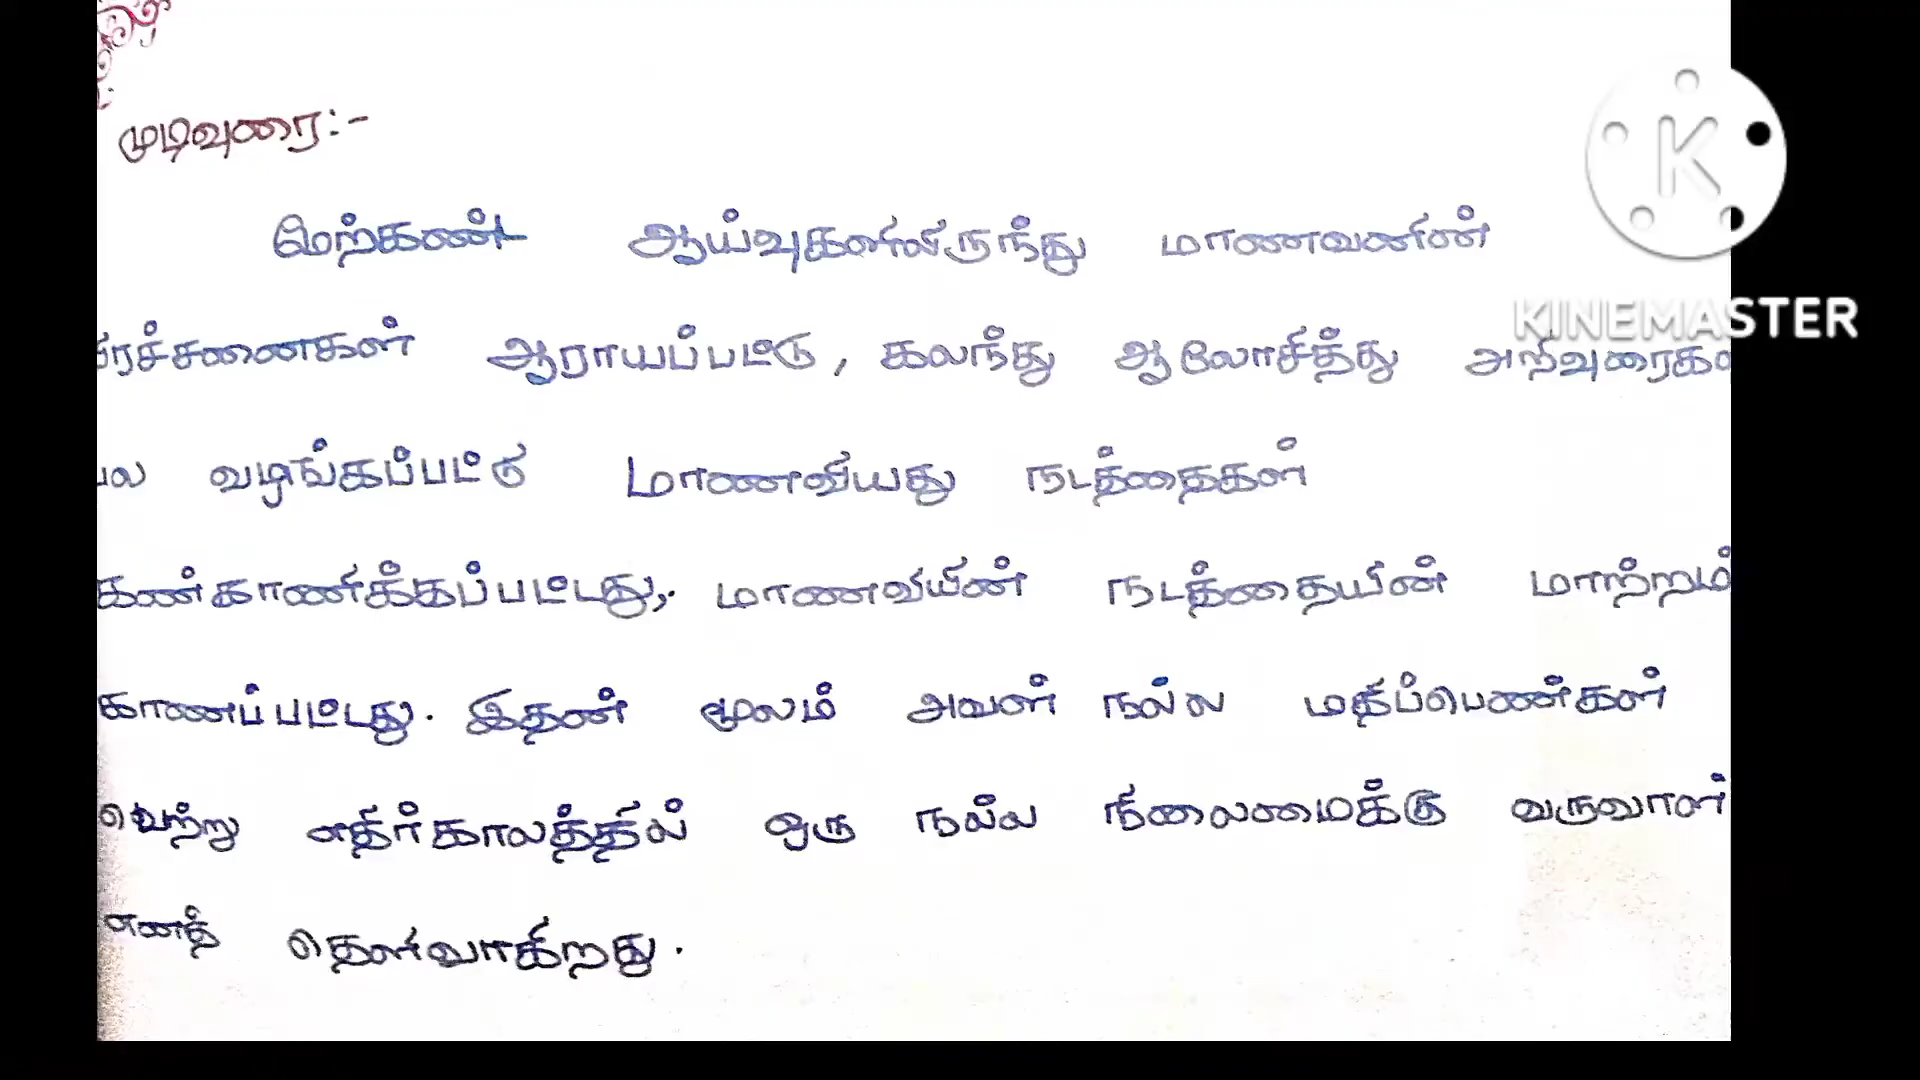 முடிவுரை:-
மேற்கண் ஆய்வுகளிலிருந்து மாணவனின்
KINEMASTER
ரச்சனைகள் ஆராயப்பட்டு, கலந்து ஆலோசித்து அறிவுரைகள
பல வழங்கப்பட்டு மாணவியது நடத்தைகள்
கண்காணிக்கப்பட்டது. மாணவியின் நடத்தையின் மாற்றம்
காணப்பட்டது. இதன் மூலம் அவள் நல்ல மதிப்பெண்கள்
வெற்று எதிர்காலத்தில் ஒரு நல்ல நிலைமைக்கு வருவாள்
எனத் தெளிவாகிறது.